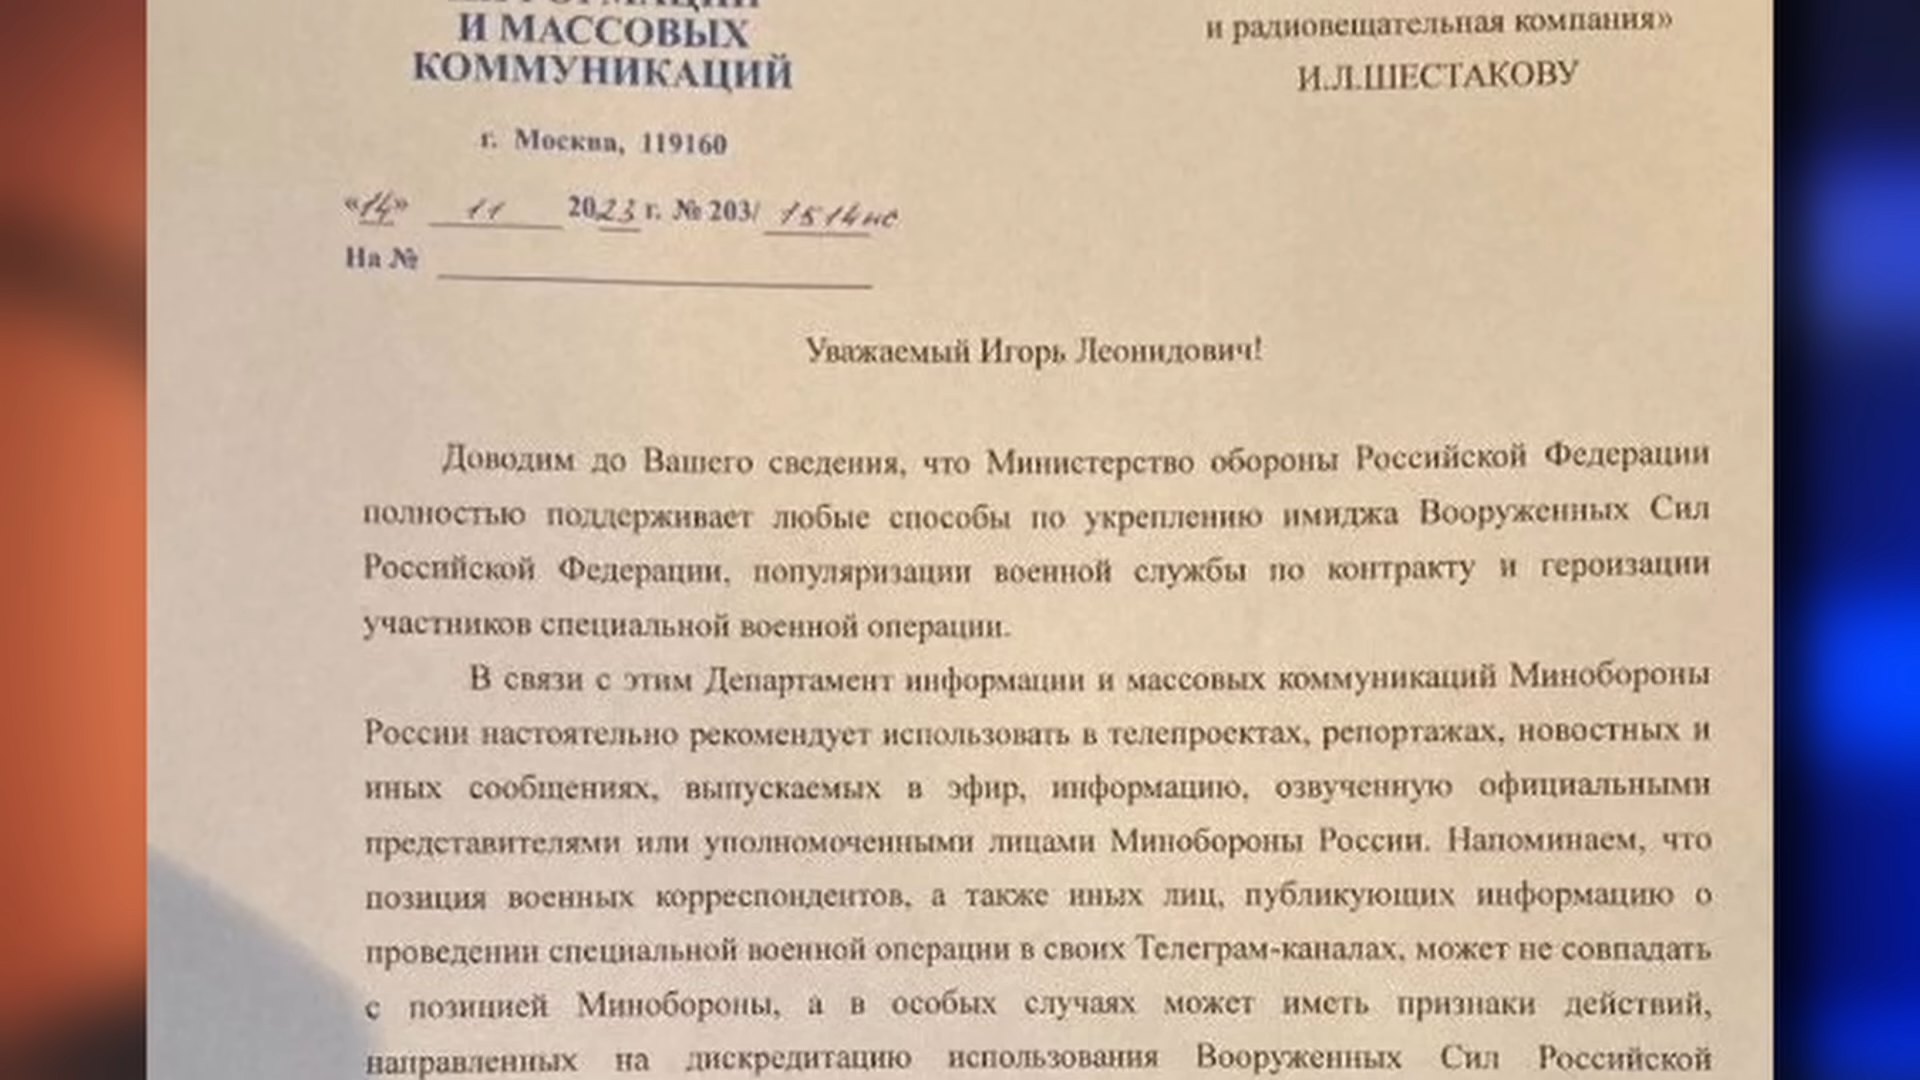 И МАССОВЫХ
КОММУНИКАЦИЙ
г. Москва, 119160
«14» 11 2023 г. № 203/ 1514нс
На №
и радиовещательная компания»
И.Л.ШЕСТАКОВУ
Уважаемый Игорь Леонидович!
Доводим до Вашего сведения, что Министерство обороны Российской Федерации
полностью поддерживает любые способы по укреплению имиджа Вооруженных Сил
Российской Федерации, популяризации военной службы по контракту и героизации
участников специальной военной операции.
В связи с этим Департамент информации и массовых коммуникаций Минобороны
России настоятельно рекомендует использовать в телепроектах, репортажах, новостных и
иных сообщениях, выпускаемых в эфир, информацию, озвученную официальными
представителями или уполномоченными лицами Минобороны России. Напоминаем, что
позиция военных корреспондентов, а также иных лиц, публикующих информацию о
проведении специальной военной операции в своих Телеграм-каналах, может не совпадать
с позицией Минобороны, а в особых случаях может иметь признаки действий,
направленных на дискредитацию использования Вооруженных Сил Российской